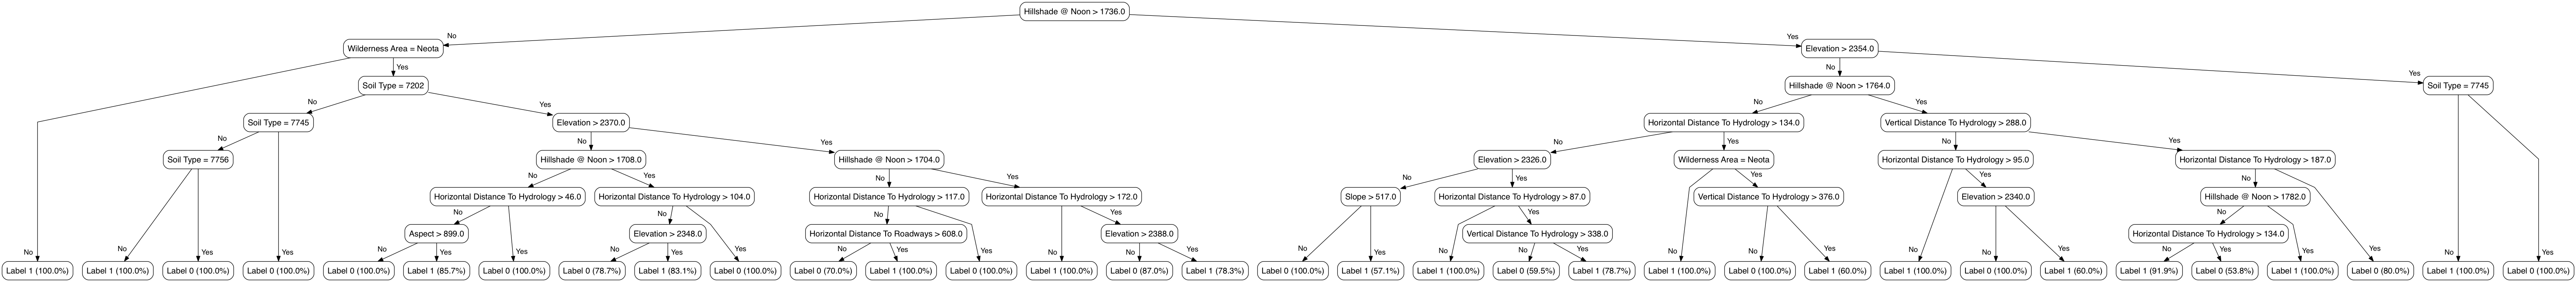 Hillshade @ Noon > 1736.0
No
Yes
Wilderness Area = Neota
Elevation > 2354.0
Yes
No
Yes
Soil Type = 7202
Hillshade @ Noon > 1764.0
Soil Type = 7745
No
Yes
No
Yes
Soil Type = 7745
Elevation > 2370.0
Horizontal Distance To Hydrology > 134.0
Vertical Distance To Hydrology > 288.0
No
No
Yes
No
Yes
No
Yes
Soil Type = 7756
Hillshade @ Noon > 1708.0
Hillshade @ Noon > 1704.0
Elevation > 2326.0
Wilderness Area = Neota
Horizontal Distance To Hydrology > 95.0
Horizontal Distance To Hydrology > 187.0
No
Yes
No
Yes
No
Yes
Yes
Yes
No
Horizontal Distance To Hydrology > 46.0
Horizontal Distance To Hydrology > 104.0
Horizontal Distance To Hydrology > 117.0
Horizontal Distance To Hydrology > 172.0
Slope > 517.0
Horizontal Distance To Hydrology > 87.0
Vertical Distance To Hydrology > 376.0
Elevation > 2340.0
Hillshade @ Noon > 1782.0
No
No
No
Yes
Yes
No
Aspect > 899.0
Elevation > 2348.0
Horizontal Distance To Roadways > 608.0
Elevation > 2388.0
Vertical Distance To Hydrology > 338.0
Horizontal Distance To Hydrology > 134.0
No
No
Yes
Yes
No
Yes
Yes
No
Yes
Yes
No
Yes
Yes
No
No
Yes
No
Yes
No
No
Yes
No
No
Yes
No
No
Yes
No
Yes
Yes
Yes
No
Yes
Label 1 (100.0%)
Label 1 (100.0%)
Label 0 (100.0%)
Label 0 (100.0%)
Label 0 (100.0%)
Label 1 (85.7%)
Label 0 (100.0%)
Label 0 (78.7%)
Label 1 (83.1%)
Label 0 (100.0%)
Label 0 (70.0%)
Label 1 (100.0%)
Label 0 (100.0%)
Label 1 (100.0%)
Label 0 (87.0%)
Label 1 (78.3%)
Label 0 (100.0%)
Label 1 (57.1%)
Label 1 (100.0%)
Label 0 (59.5%)
Label 1 (78.7%)
Label 1 (100.0%)
Label 0 (100.0%)
Label 1 (60.0%)
Label 1 (100.0%)
Label 0 (100.0%)
Label 1 (60.0%)
Label 1 (91.9%)
Label 0 (53.8%)
Label 1 (100.0%)
Label 0 (80.0%)
Label 1 (100.0%)
Label 0 (100.0%)